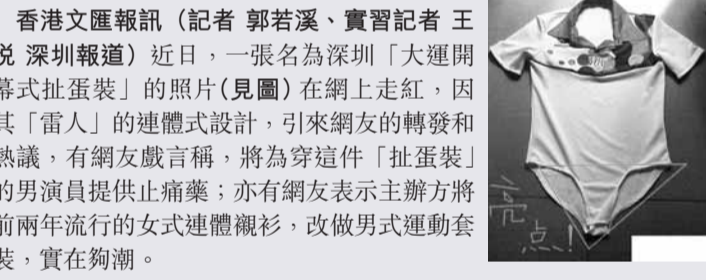 香港文匯報訊（記者 郭若溪、實習記者 王
悦 深圳報道）近日，一張名為深圳「大運開
幕式扯蛋裝」的照片(見圖)在網上走紅，因
其「雷人」的連體式設計，引來網友的轉發和
熱議，有網友戲言稱，將為穿這件「扯蛋裝」
的男演員提供止痛藥；亦有網友表示主辦方將
前兩年流行的女式連體襯衫，改做男式運動套
裝，實在夠潮。
亮
点!